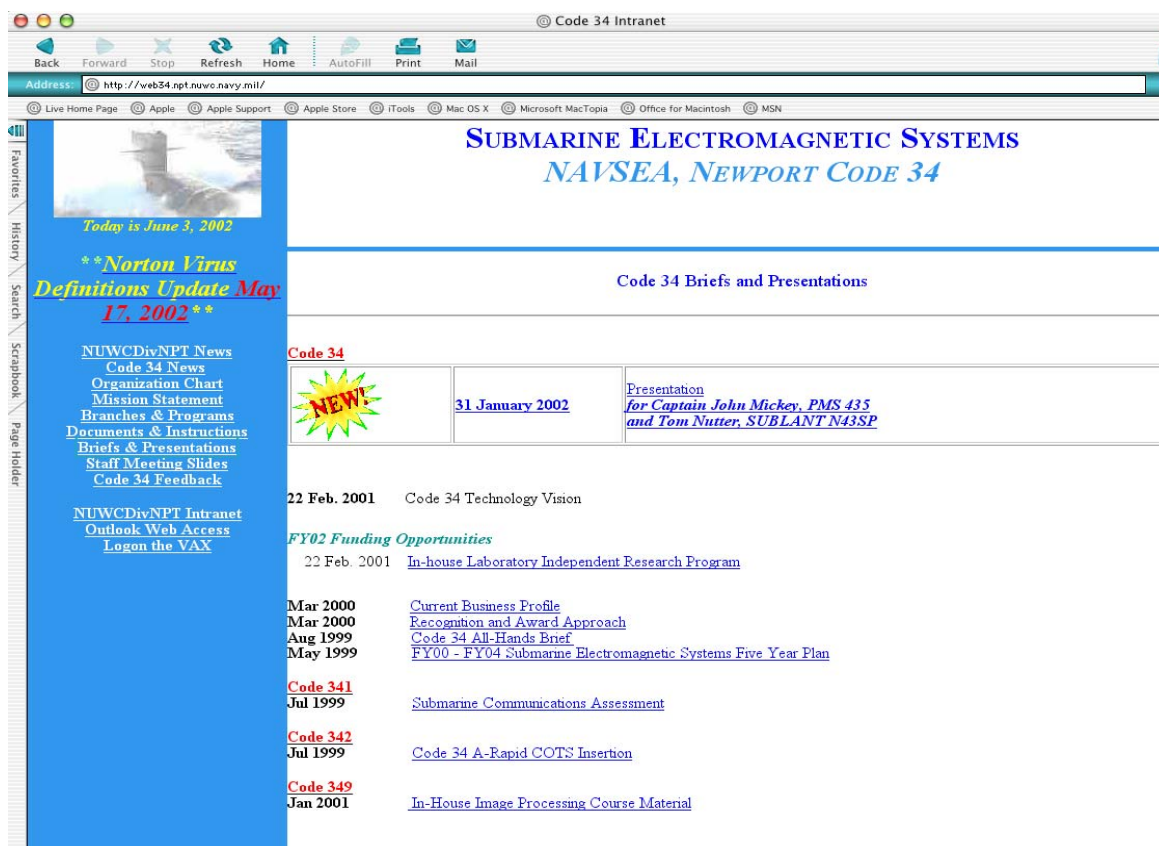 Code 34 Intranet
Back Forward Stop Refresh Home AutoFill Print Mail
Address: http://web34.npt.nuwc.navy.mil/
Live Home Page Apple Apple Support Apple Store iTools Mac OS X Microsoft MacTopia Office for Macintosh MSN
Favorites
History
Search
Scrapbook
Page Holder
Today is June 3, 2002
**Norton Virus
Definitions Update May
17, 2002**
NUWCDivNPT News
Code 34 News
Organization Chart
Mission Statement
Branches & Programs
Documents & Instructions
Briefs & Presentations
Staff Meeting Slides
Code 34 Feedback
NUWCDivNPT Intranet
Outlook Web Access
Logon the VAX
SUBMARINE ELECTROMAGNETIC SYSTEMS
NAVSEA, NEWPORT CODE 34
Code 34 Briefs and Presentations
Code 34
NEW!
31 January 2002
Presentation
for Captain John Mickey, PMS 435
and Tom Nutter, SUBLANT N43SP
22 Feb. 2001 Code 34 Technology Vision
FY02 Funding Opportunities
22 Feb. 2001 In-house Laboratory Independent Research Program
Mar 2000 Current Business Profile
Mar 2000 Recognition and Award Approach
Aug 1999 Code 34 All-Hands Brief
May 1999 FY00 - FY04 Submarine Electromagnetic Systems Five Year Plan
Code 341
Jul 1999 Submarine Communications Assessment
Code 342
Jul 1999 Code 34 A-Rapid COTS Insertion
Code 349
Jan 2001 In-House Image Processing Course Material